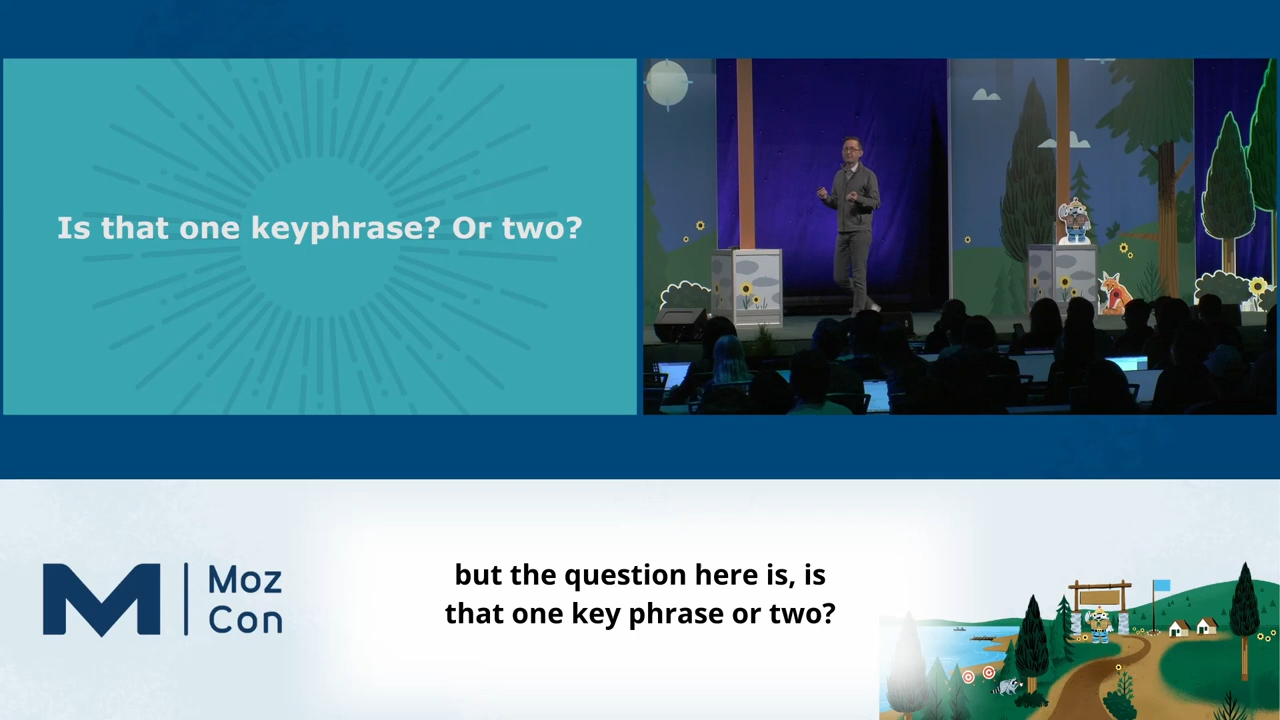 Is that one keyphrase? Or two?
but the question here is, is
that one key phrase or two?
M
Moz
Con